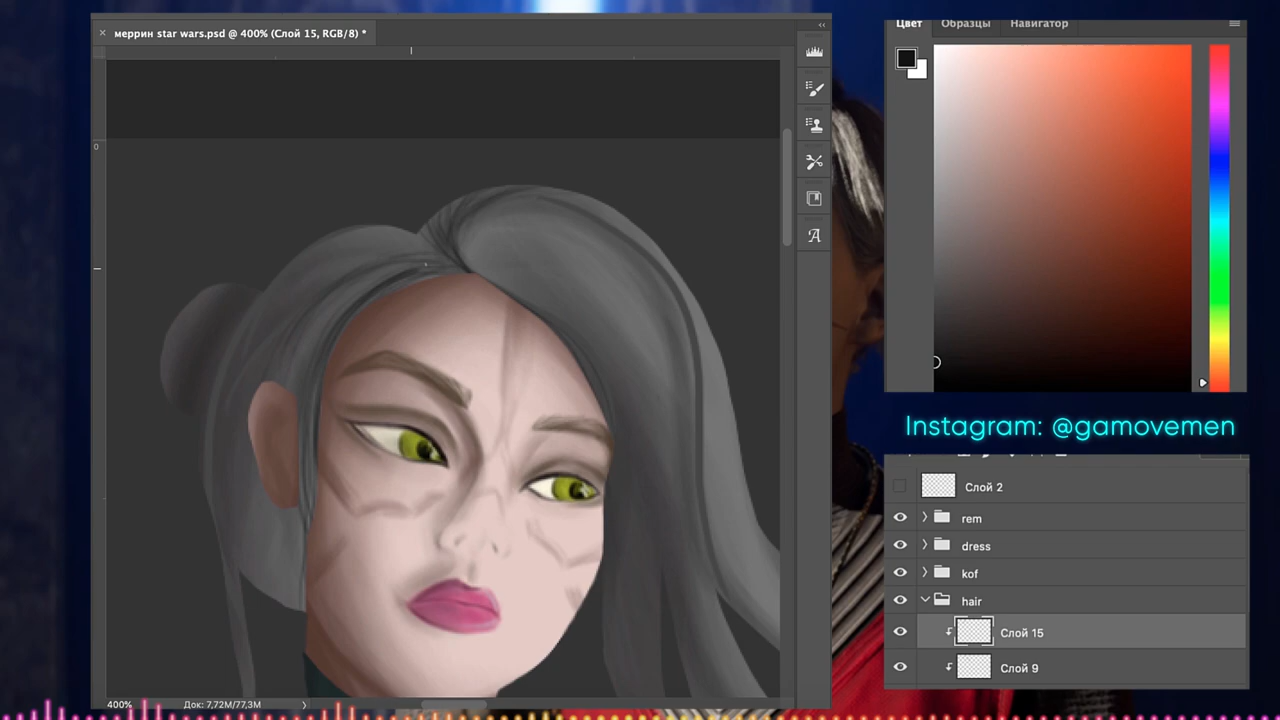 меррин star wars.psd @ 400% (Слой 15, RGB/8) *
Цвет Образцы Навигатор
0
A
Instagram: @gamovemen
Слой 2
rem
dress
kof
hair
Слой 15
Слой 9
400% Док: 7,72M/77,3M